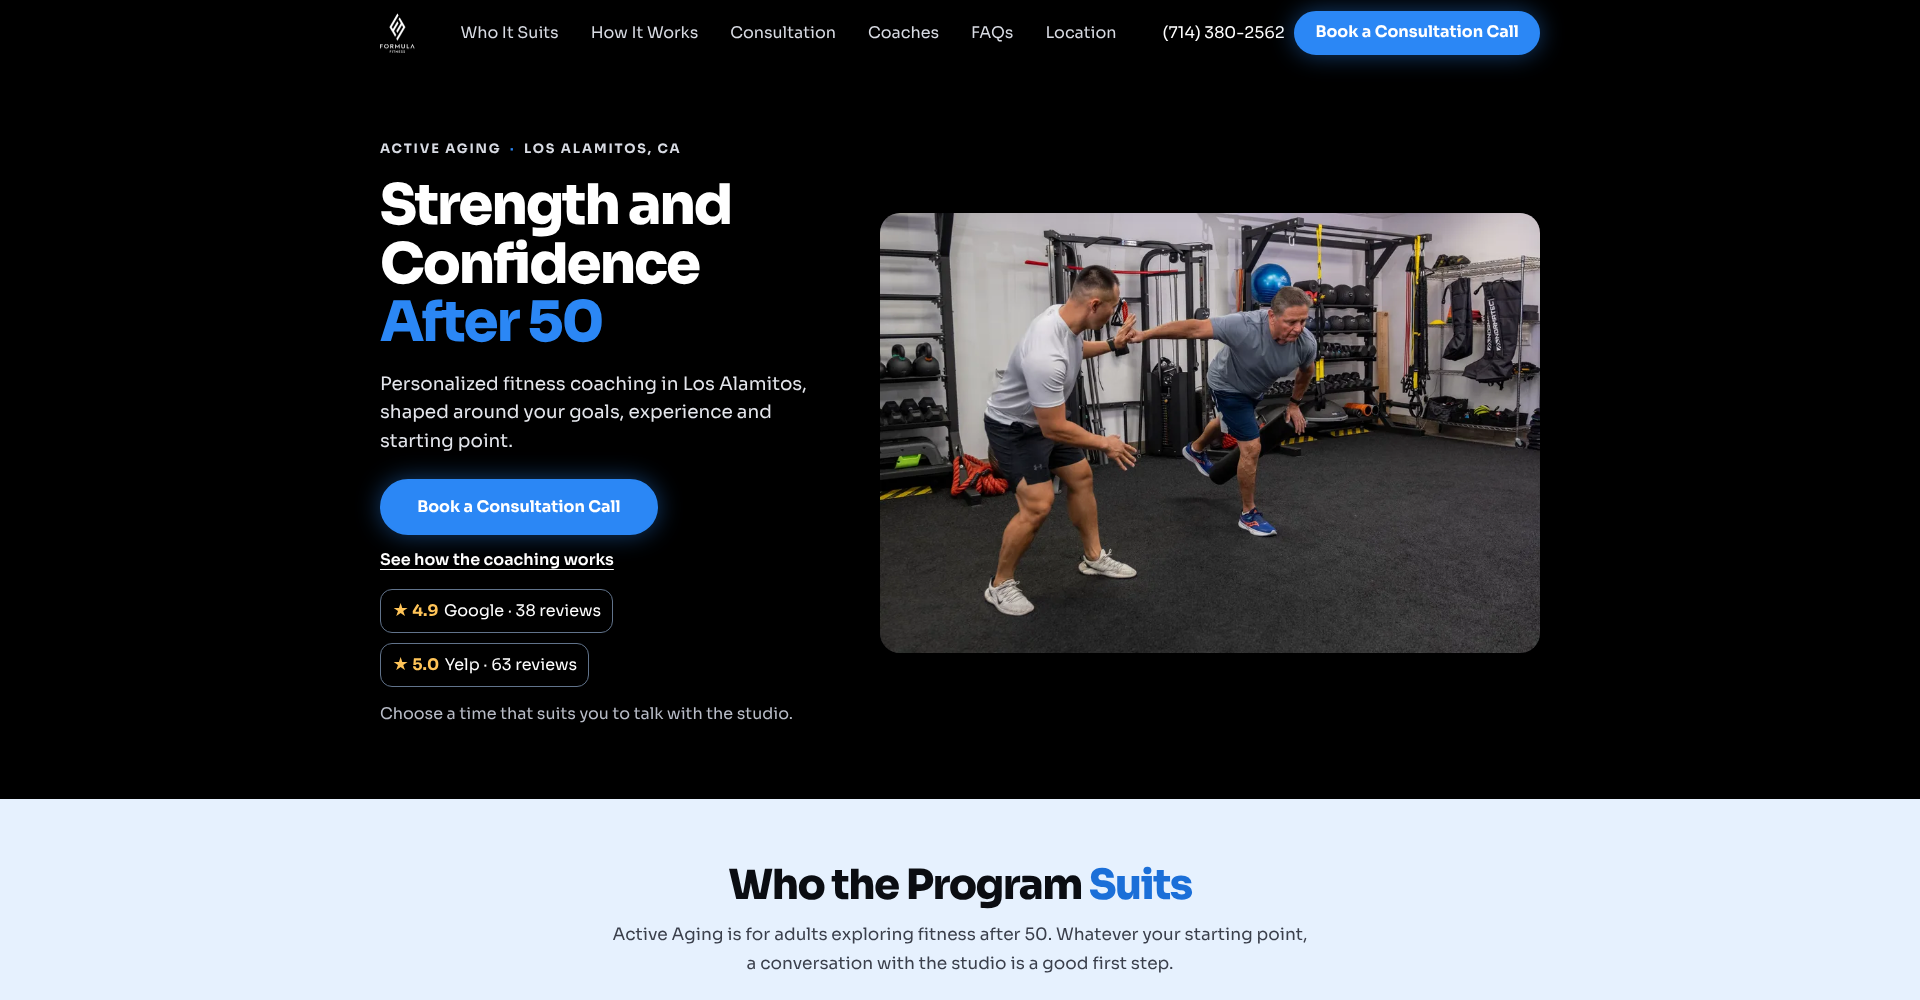 FORMULA
FITNESS
Who It Suits
How It Works
Consultation
Coaches
FAQs
Location
(714) 380-2562
Book a Consultation Call
ACTIVE AGING · LOS ALAMITOS, CA
Strength and
Confidence
After 50
Personalized fitness coaching in Los Alamitos,
shaped around your goals, experience and
starting point.
Book a Consultation Call
See how the coaching works
★ 4.9 Google · 38 reviews
★ 5.0 Yelp · 63 reviews
Choose a time that suits you to talk with the studio.
NORMATEC
Who the Program Suits
Active Aging is for adults exploring fitness after 50. Whatever your starting point,
a conversation with the studio is a good first step.